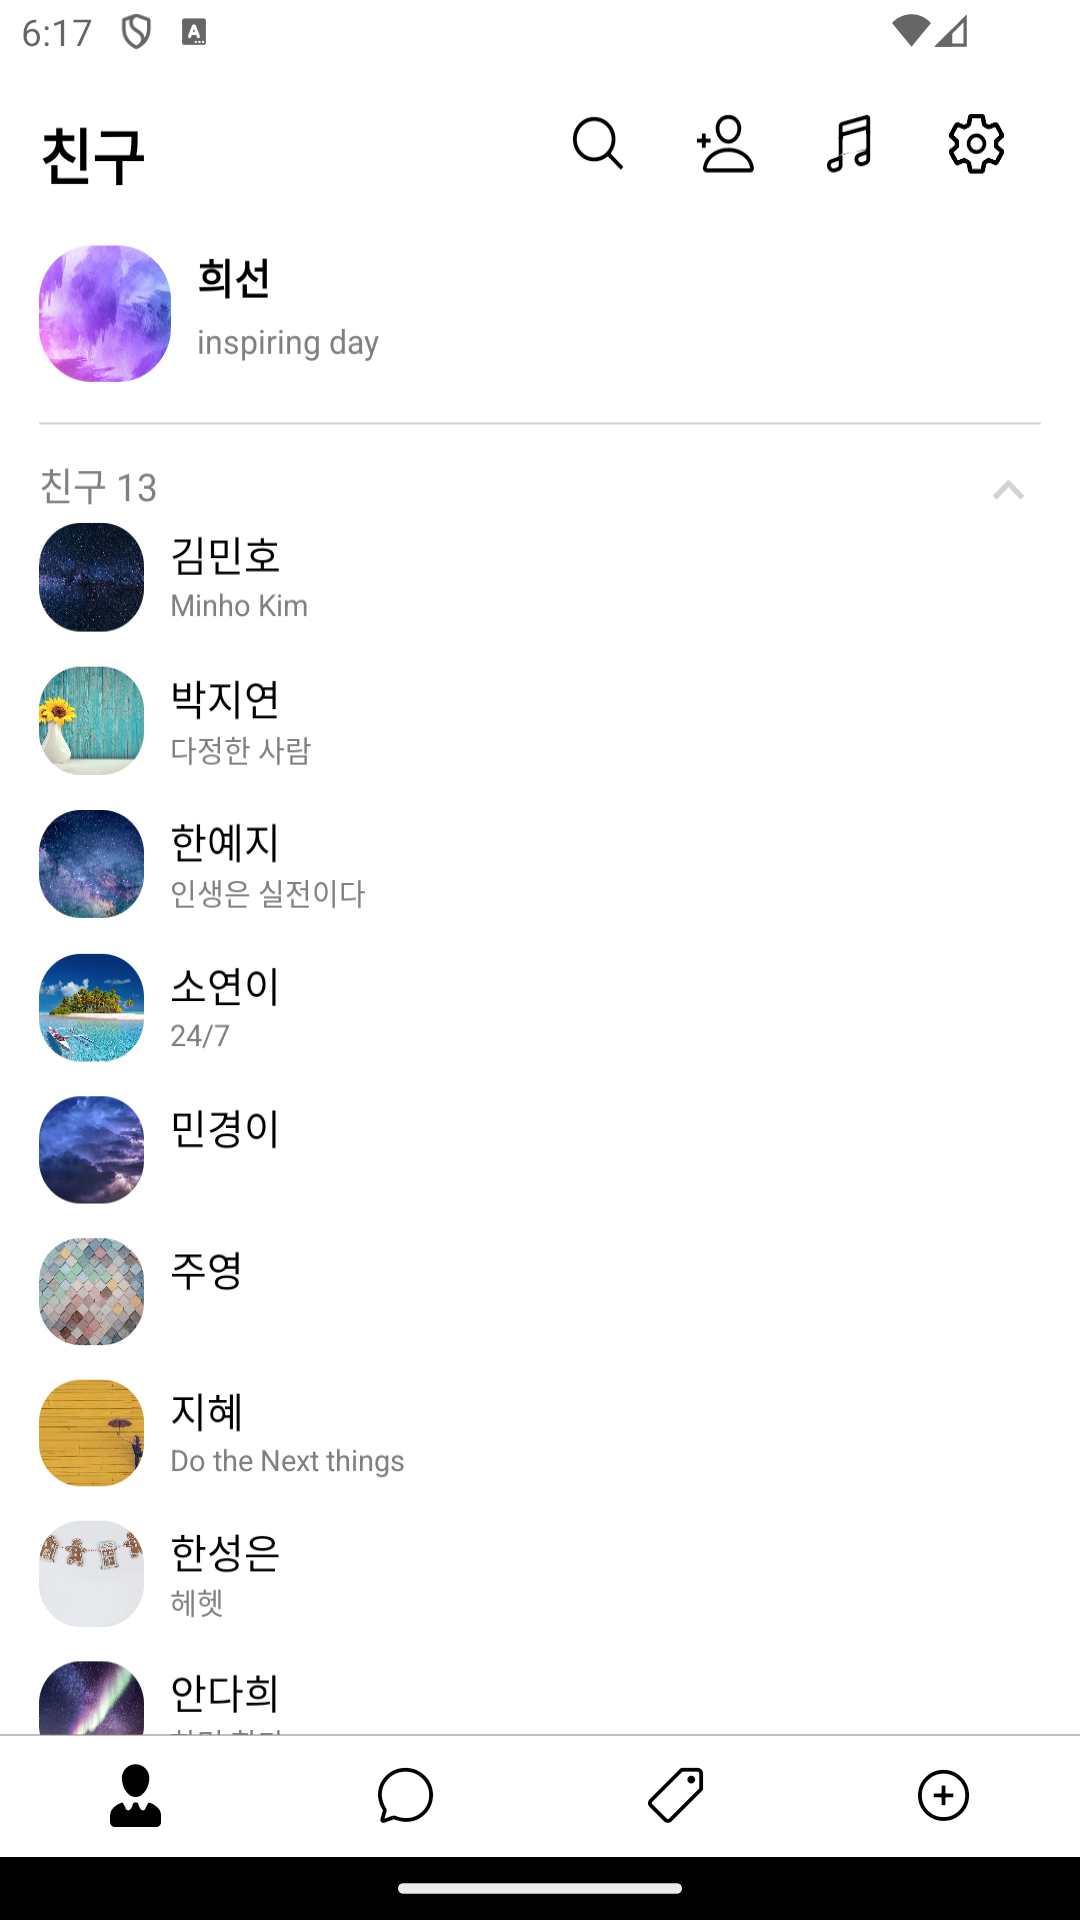 6:17
친구
희선
inspiring day
친구 13
김민호
Minho Kim
박지연
다정한 사람
한예지
인생은 실전이다
소연이
24/7
민경이
주영
지혜
Do the Next things
한성은
헤헷
안다희